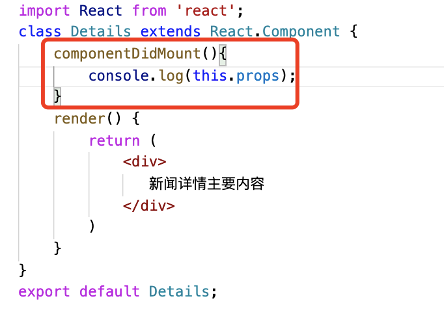 import React from 'react';
class Details extends React.Component {
componentDidMount(){
console.log(this.props);
}
render() {
return (
<div>
新闻详情主要内容
</div>
)
}
}
export default Details;